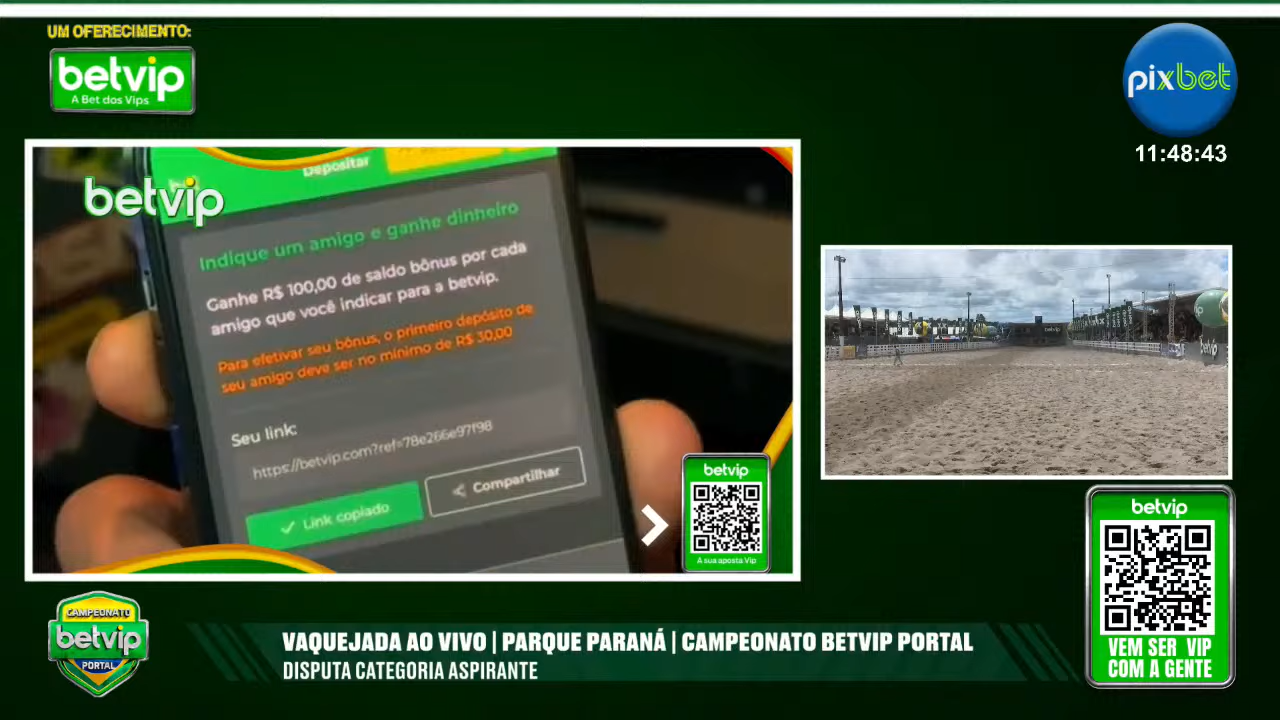 UM OFERECIMENTO:
betvip
A Bet dos Vips
pixbet
11:48:43
betvip
Depositar
Indique um amigo e ganhe dinheiro
Ganhe R$ 100,00 de saldo bônus por cada
amigo que você indicar para a betvip.
Para efetivar seu bônus, o primeiro depósito de
seu amigo deve ser no mínimo de R$ 30,00
Seu link:
https://betvip.com?ref=78e266e97f98
Link copiado
Compartilhar
betvip
A sua aposta Vip
betvip
betvip
VEM SER VIP
COM A GENTE
CAMPEONATO
betvip
PORTAL
VAQUEJADA AO VIVO | PARQUE PARANÁ | CAMPEONATO BETVIP PORTAL
DISPUTA CATEGORIA ASPIRANTE